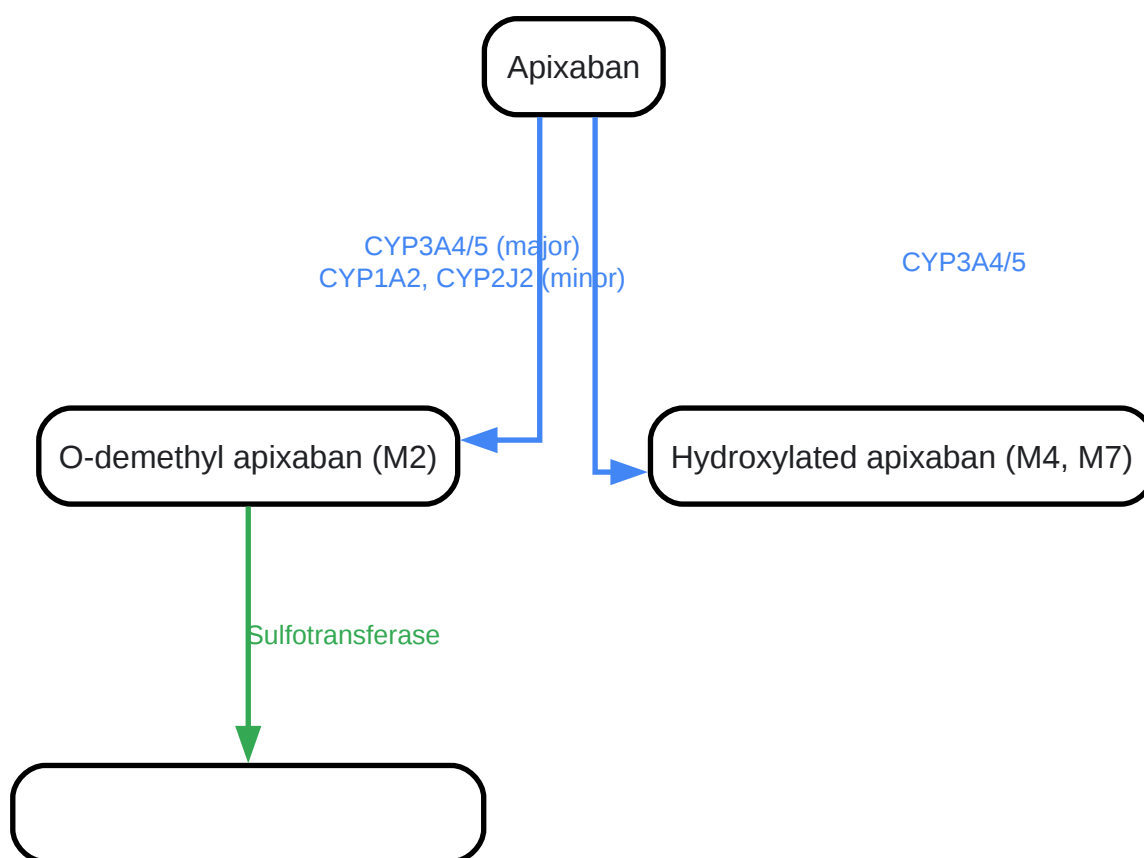 Apixaban
CYP3A4/5 (major)
CYP1A2, CYP2J2 (minor)
CYP3A4/5
O-demethyl apixaban (M2)
Hydroxylated apixaban (M4, M7)
Sulfotransferase